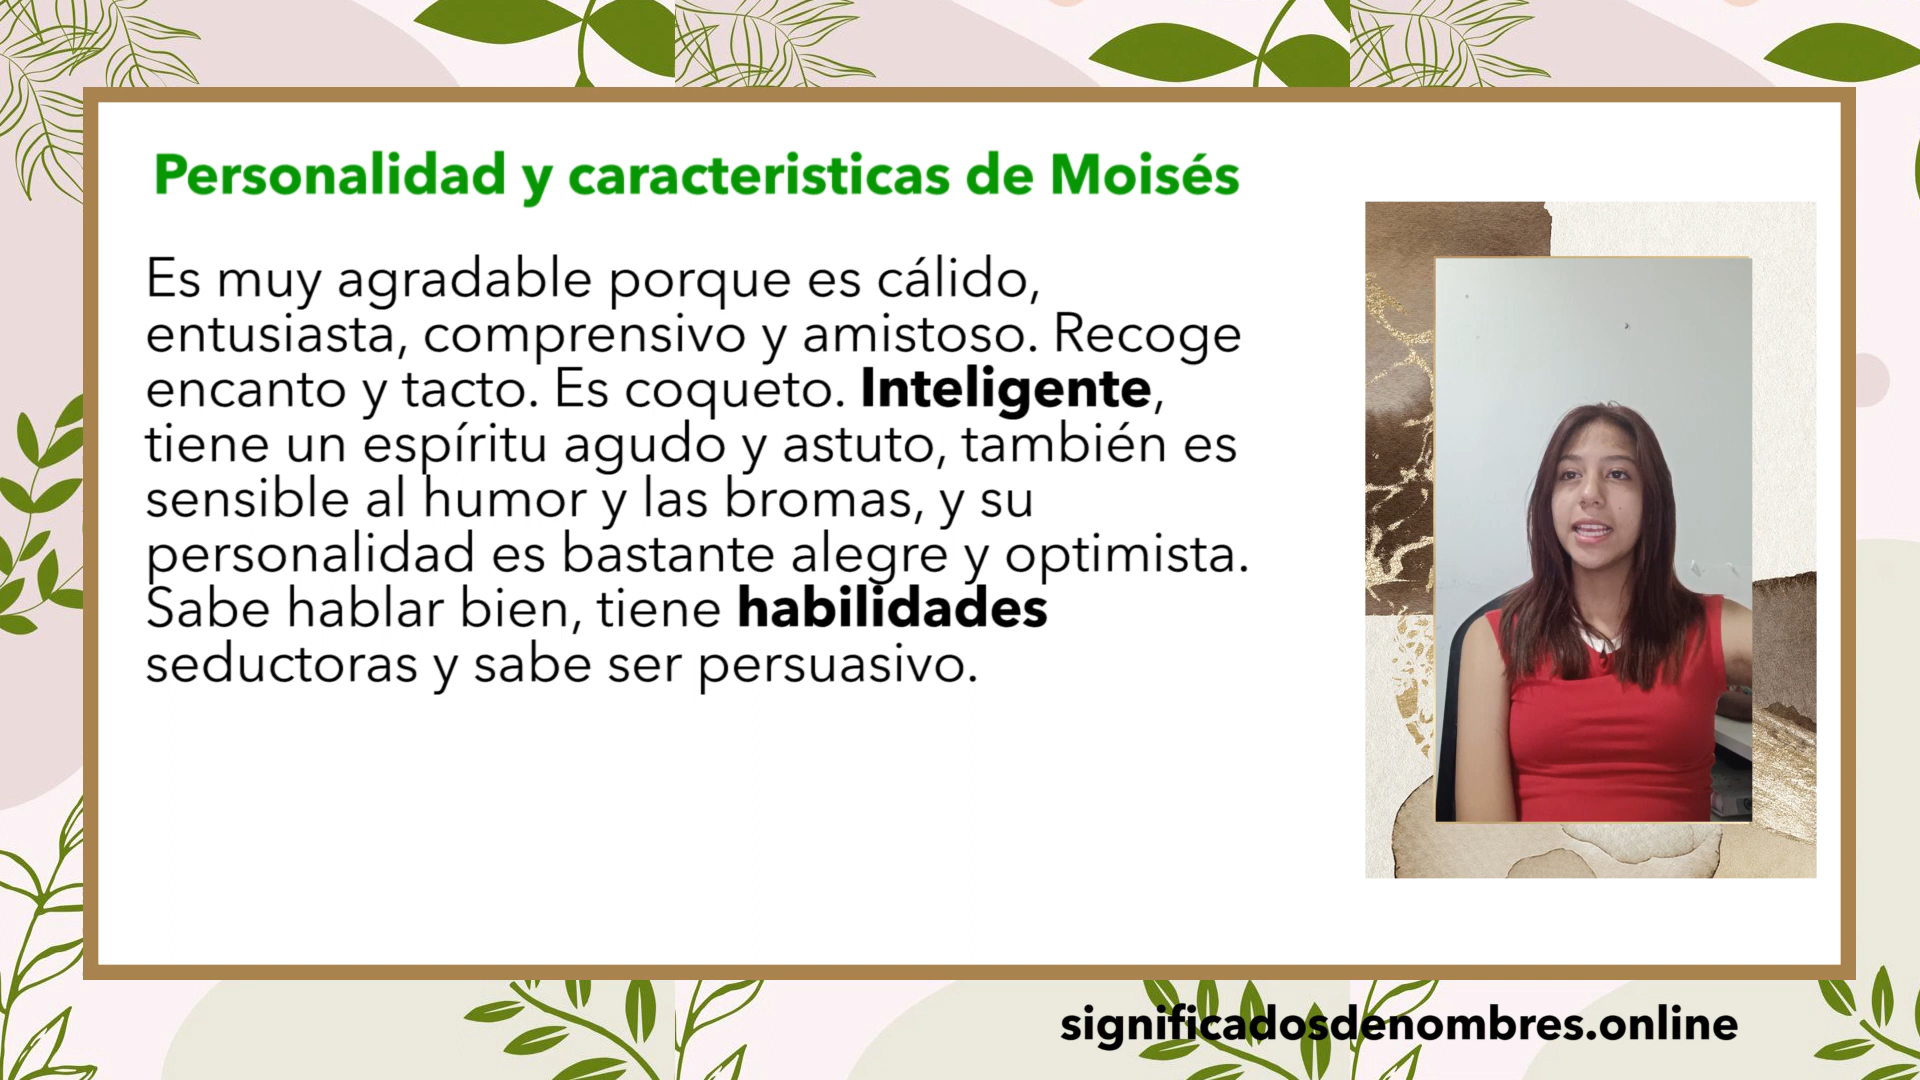 Personalidad y caracteristicas de Moisés
Es muy agradable porque es cálido,
entusiasta, comprensivo y amistoso. Recoge
encanto y tacto. Es coqueto. Inteligente,
tiene un espíritu agudo y astuto, también es
sensible al humor y las bromas, y su
personalidad es bastante alegre y optimista.
Sabe hablar bien, tiene habilidades
seductoras y sabe ser persuasivo.
significadosdenombres.online